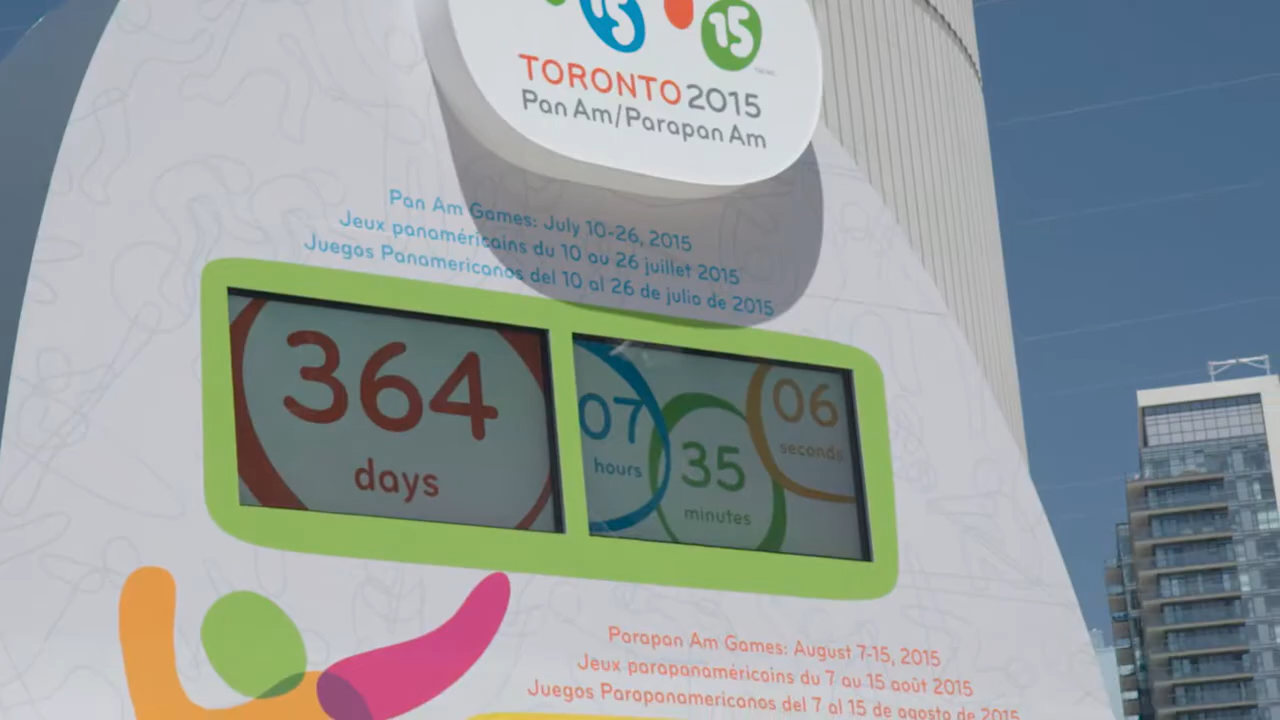 15
15
TORONTO2015
Pan Am/Parapan Am
Pan Am Games: July 10-26, 2015
Jeux panaméricains du 10 au 26 juillet 2015
Juegos Panamericanos del 10 al 26 de julio de 2015
364
days
07
hours
35
minutes
06
seconds
Parapan Am Games: August 7-15, 2015
Jeux parapanaméricains du 7 au 15 août 2015
Juegos Parapanamericanos del 7 al 15 de agosto de 2015